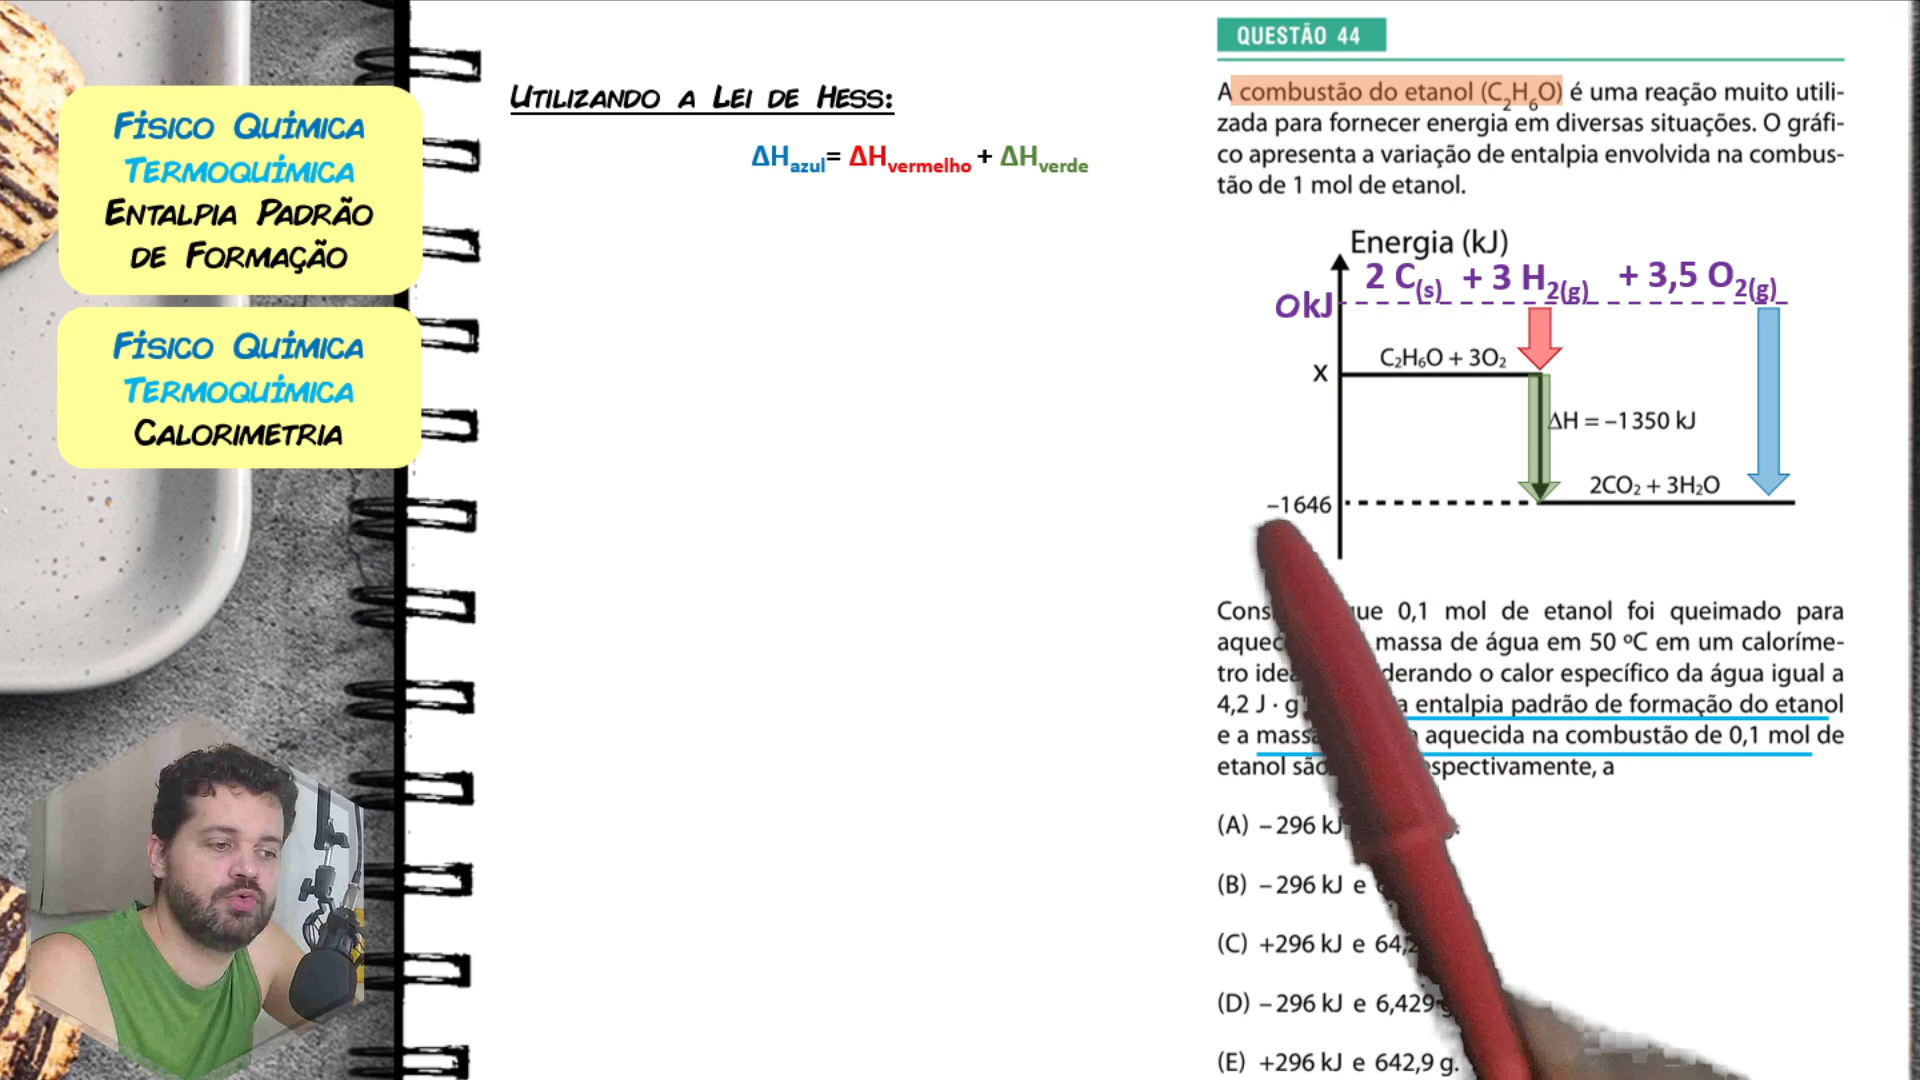 FÍSICO QUÍMICA
TERMOQUÍMICA
ENTALPIA PADRÃO
DE FORMAÇÃO
FÍSICO QUÍMICA
TERMOQUÍMICA
CALORIMETRIA
UTILIZANDO A LEI DE HESS:
ΔHazul= ΔHvermelho + ΔHverde
QUESTÃO 44
A combustão do etanol (C₂H₆O) é uma reação muito utili-
zada para fornecer energia em diversas situações. O gráfi-
co apresenta a variação de entalpia envolvida na combus-
tão de 1 mol de etanol.
Energia (kJ)
2 C(s) + 3 H2(g) + 3,5 O2(g)
0kJ
C₂H₆O + 3O₂
X
ΔH = –1350 kJ
2CO₂ + 3H₂O
–1646
Cons ue 0,1 mol de etanol foi queimado para
aquec massa de água em 50 ºC em um caloríme-
tro idea derando o calor específico da água igual a
4,2 J · g a entalpia padrão de formação do etanol
e a massa aquecida na combustão de 0,1 mol de
etanol são spectivamente, a
(A) – 296 kJ
(B) – 296 kJ e
(C) +296 kJ e 64,2
(D) – 296 kJ e 6,429 g
(E) +296 kJ e 642,9 g.